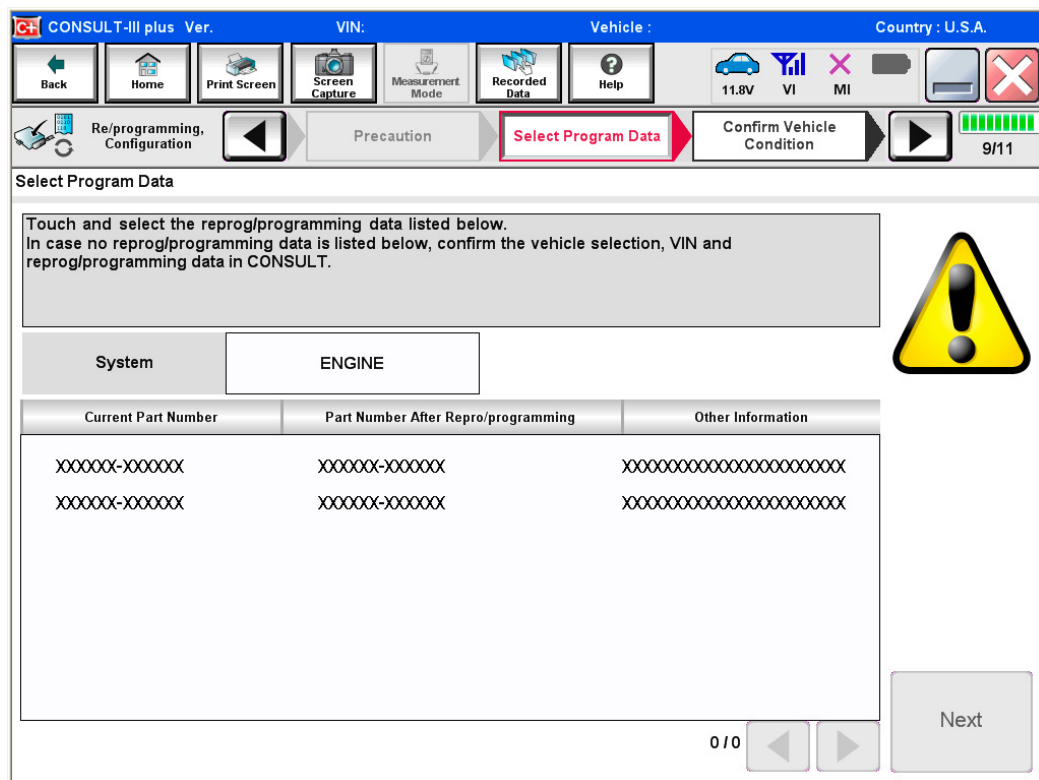 C+ CONSULT-III plus Ver. VIN: Vehicle : Country : U.S.A.
Back
Home
Print Screen
Screen
Capture
Measurement
Mode
Recorded
Data
Help
11.8V VI MI
Re/programming,
Configuration
Precaution
Select Program Data
Confirm Vehicle
Condition
9/11
Select Program Data
Touch and select the reprog/programming data listed below.
In case no reprog/programming data is listed below, confirm the vehicle selection, VIN and
reprog/programming data in CONSULT.
System ENGINE
Current Part Number Part Number After Repro/programming Other Information
XXXXXX-XXXXXX XXXXXX-XXXXXX XXXXXXXXXXXXXXXXXXXXXX
XXXXXX-XXXXXX XXXXXX-XXXXXX XXXXXXXXXXXXXXXXXXXXXX
Next
0/0